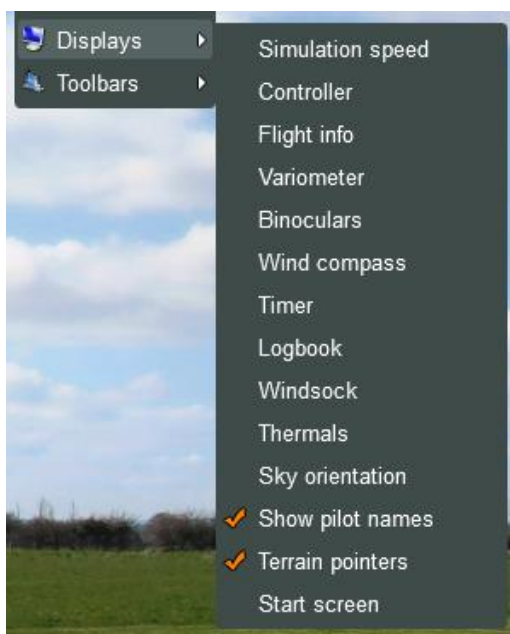 Displays
Toolbars
Simulation speed
Controller
Flight info
Variometer
Binoculars
Wind compass
Timer
Logbook
Windsock
Thermals
Sky orientation
Show pilot names
Terrain pointers
Start screen